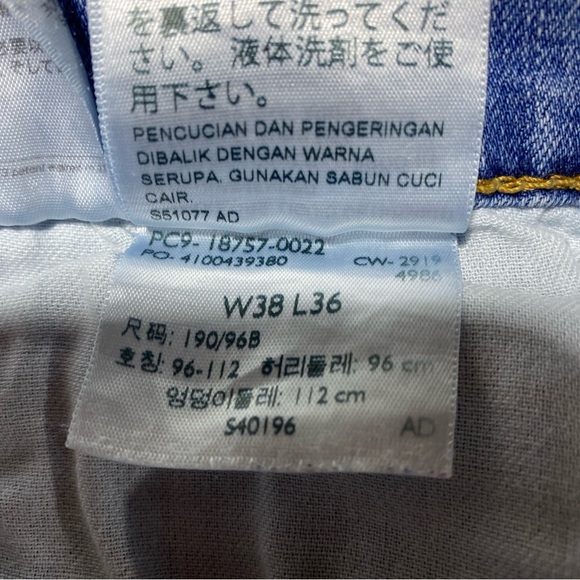 を裏返して洗ってくだ
さい。液体洗剤をご使
用下さい。
PENCUCIAN DAN PENGERINGAN
DIBALIK DENGAN WARNA
SERUPA. GUNAKAN SABUN CUCI
CAIR.
S51077 AD
PC9- 18757-0022
PO- 4100439380 CW- 2919
4986
W38 L36
尺码: 190/96B
호칭: 96-112 허리둘레: 96 cm
엉덩이둘레: 112 cm
S40196 AD